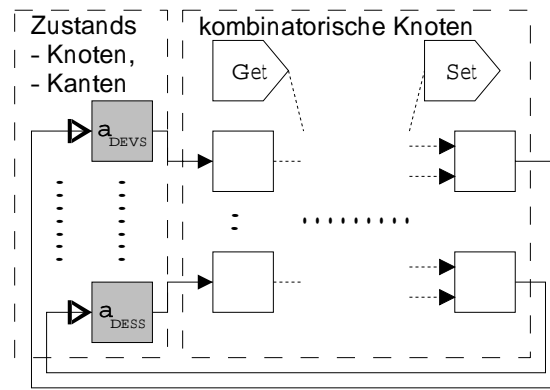 Zustands
- Knoten,
- Kanten
kombinatorische Knoten
Get
Set
a DEVS
a DESS